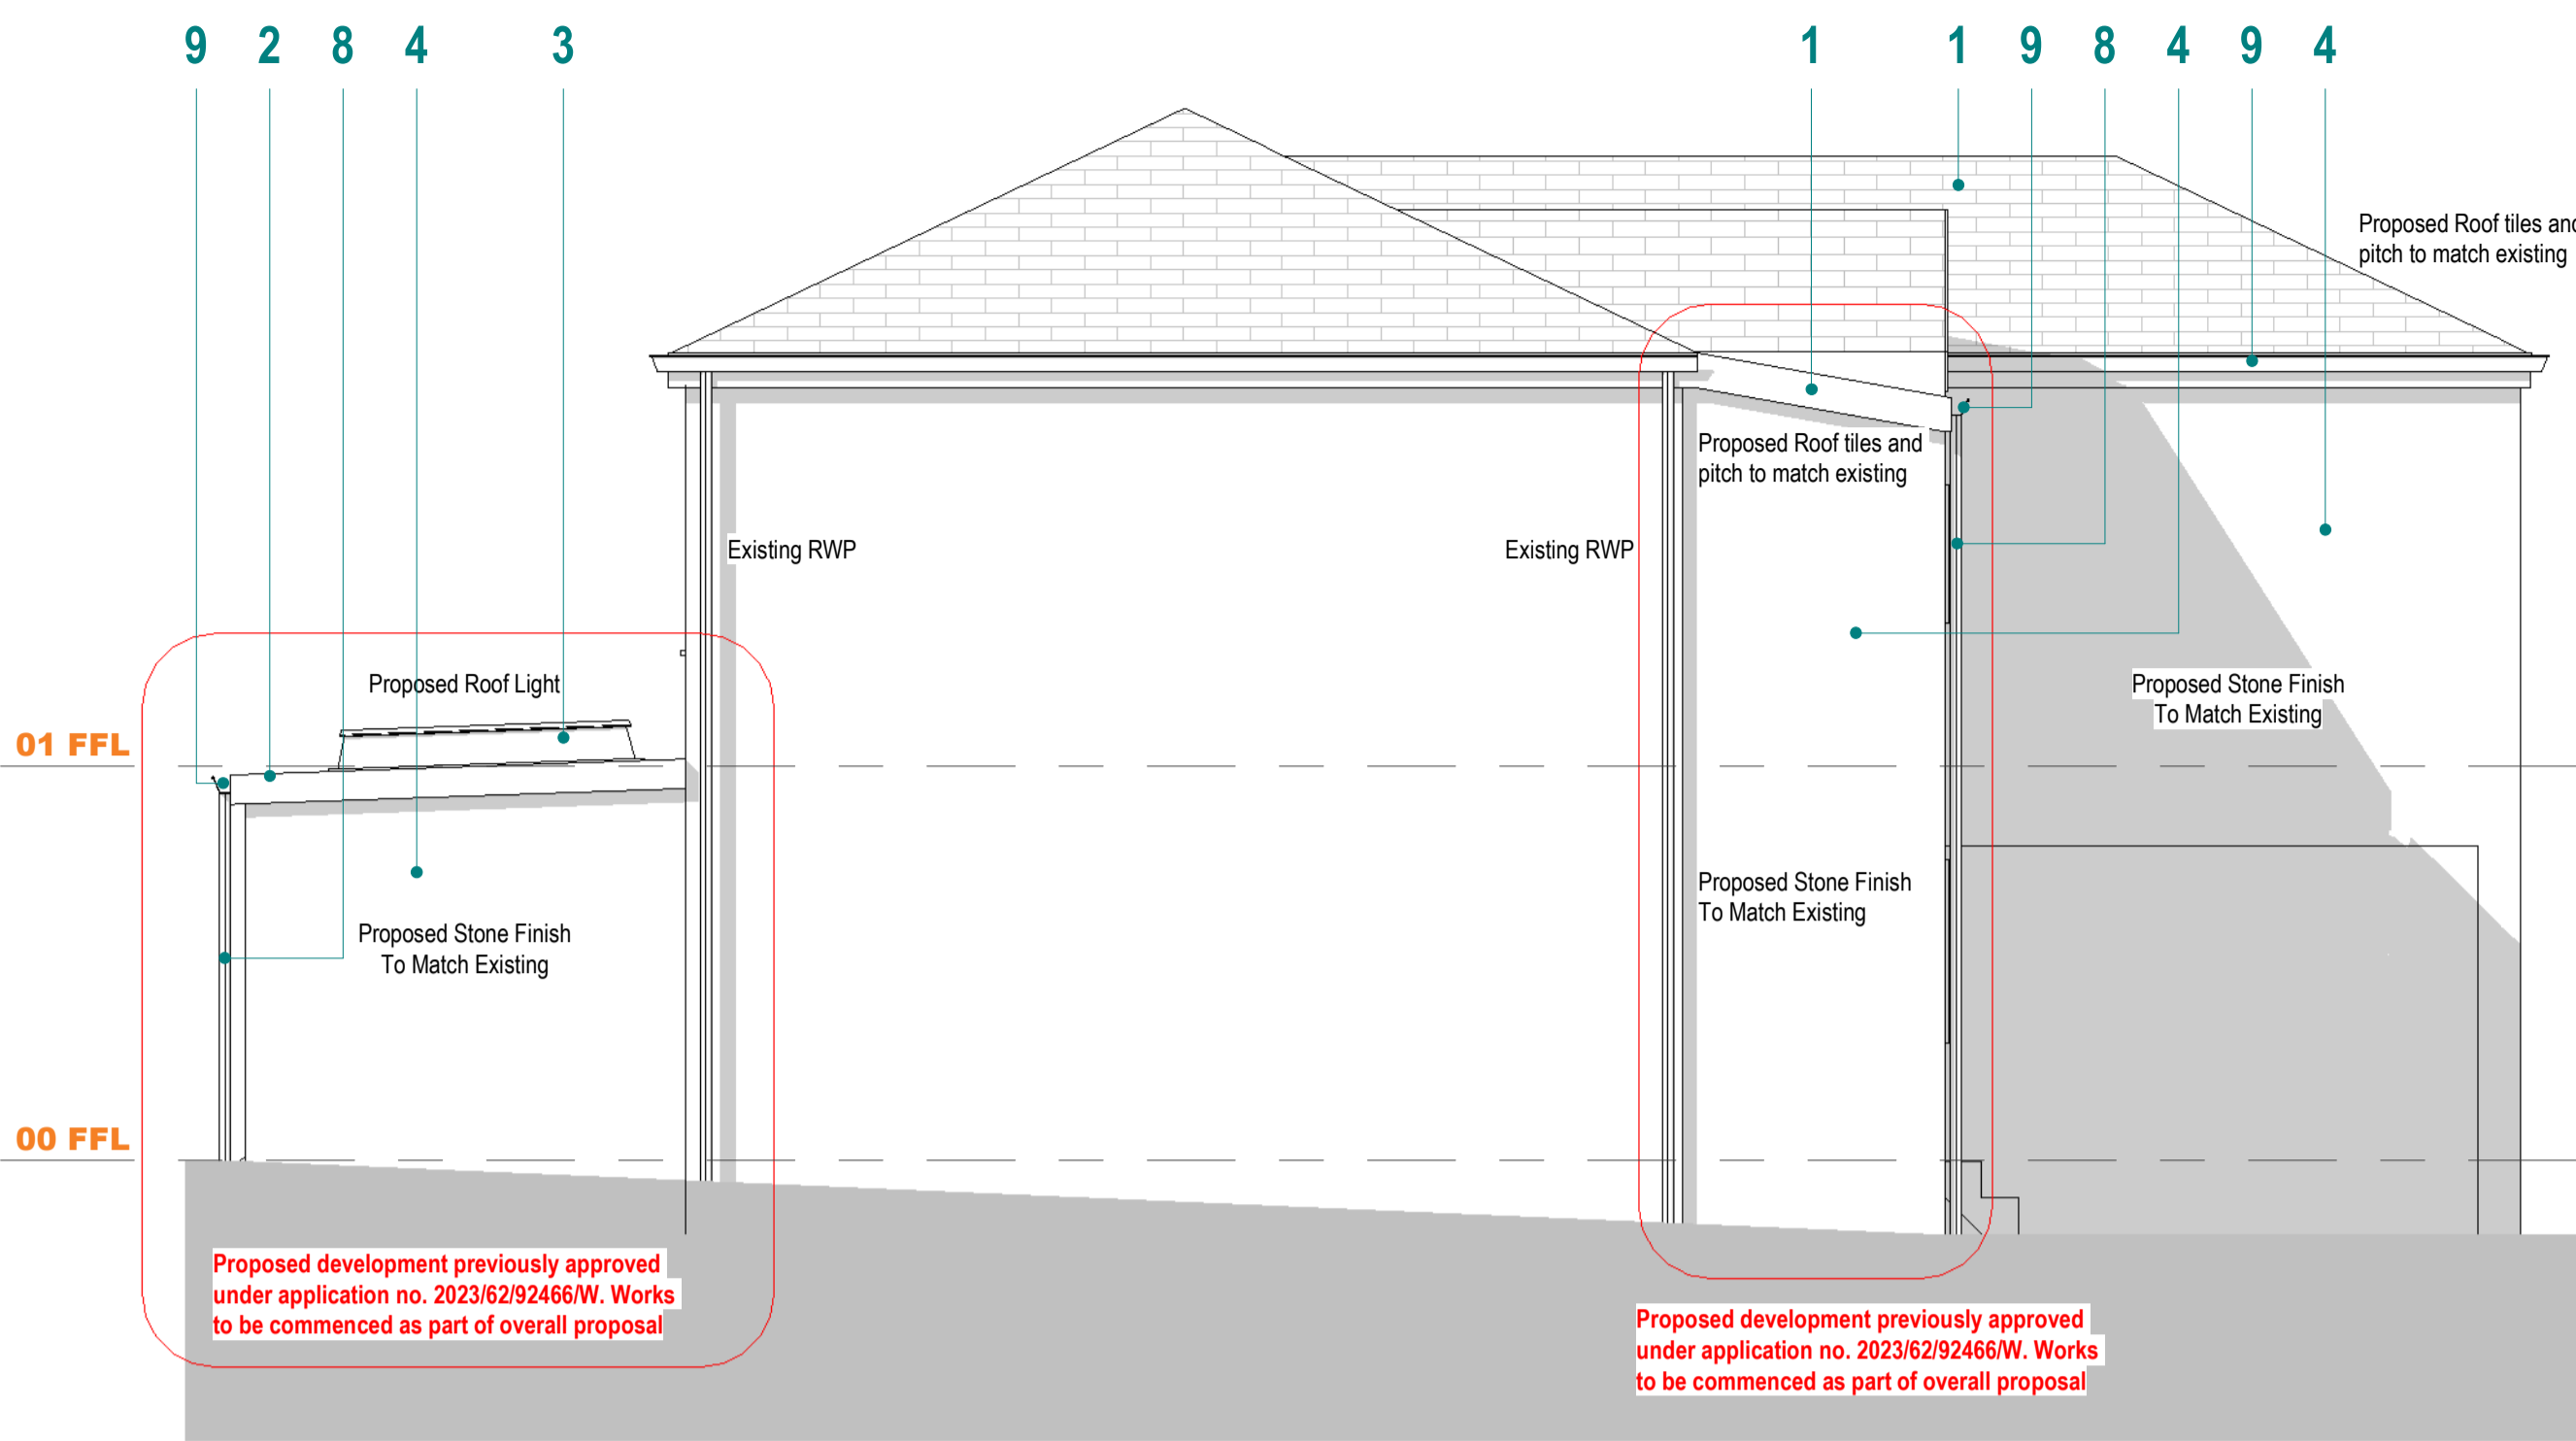 9 2 8 4 3 1 1 9 8 4 9 4
Proposed Roof tiles and
pitch to match existing
Proposed Roof tiles and
pitch to match existing
Existing RWP
Existing RWP
Proposed Roof Light
Proposed Stone Finish
To Match Existing
01 FFL
Proposed Stone Finish
To Match Existing
Proposed Stone Finish
To Match Existing
00 FFL
Proposed development previously approved
under application no. 2023/62/92466/W. Works
to be commenced as part of overall proposal
Proposed development previously approved
under application no. 2023/62/92466/W. Works
to be commenced as part of overall proposal